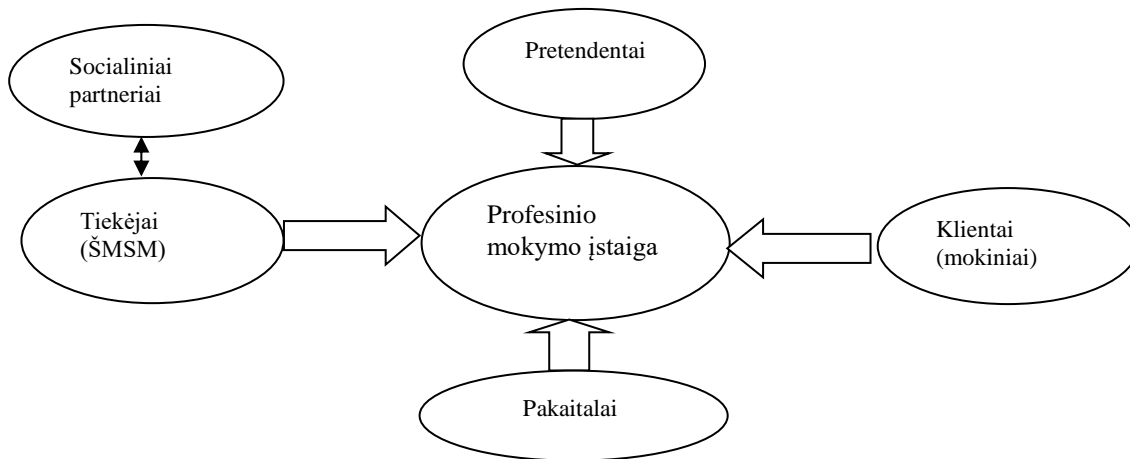 Socialiniai
partneriai
Pretendentai
Tiekėjai
(ŠMSM)
Profesinio
mokymo įstaiga
Klientai
(mokiniai)
Pakaitalai